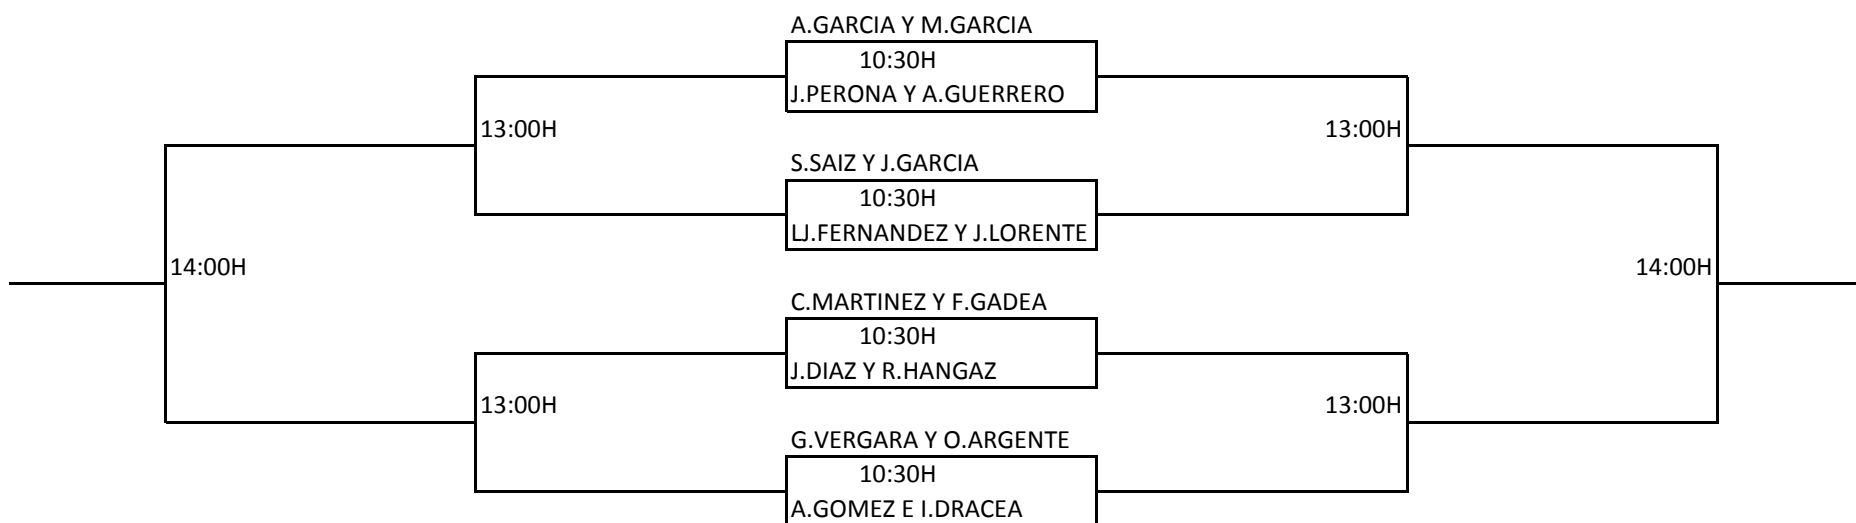 A.GARCIA Y M.GARCIA
10:30H
J.PERONA Y A.GUERRERO
13:00H
13:00H
S.SAIZ Y J.GARCIA
10:30H
LJ.FERNANDEZ Y J.LORENTE
14:00H
14:00H
C.MARTINEZ Y F.GADEA
10:30H
J.DIAZ Y R.HANGAZ
13:00H
13:00H
G.VERGARA Y O.ARGENTE
10:30H
A.GOMEZ E I.DRACEA